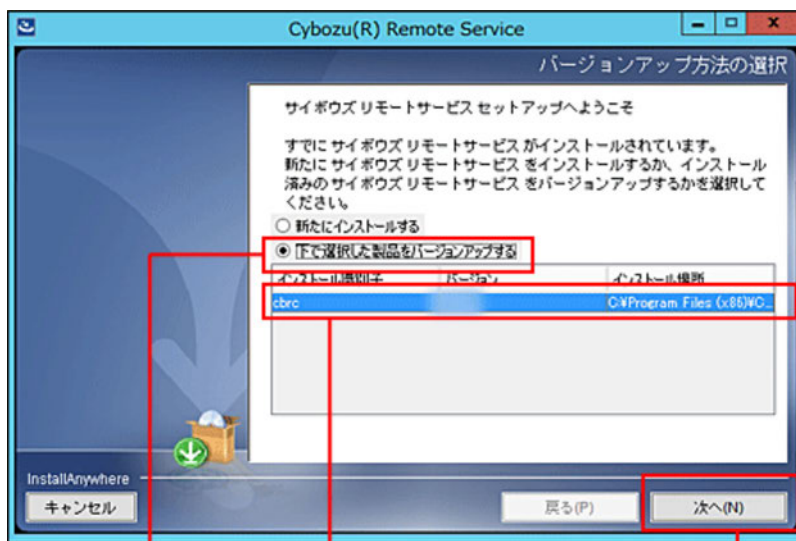 Cybozu(R) Remote Service
バージョンアップ方法の選択
サイボウズ リモートサービス セットアップへようこそ
すでに サイボウズ リモートサービス がインストールされています。
新たに サイボウズ リモートサービス をインストールするか、インストール
済みの サイボウズ リモートサービス をバージョンアップするかを選択して
ください。
新たにインストールする
下で選択した製品をバージョンアップする
インストール識別子 バージョン インストール場所
cbrc C:¥Program Files (x86)¥C...
InstallAnywhere
キャンセル 戻る(P) 次へ(N)